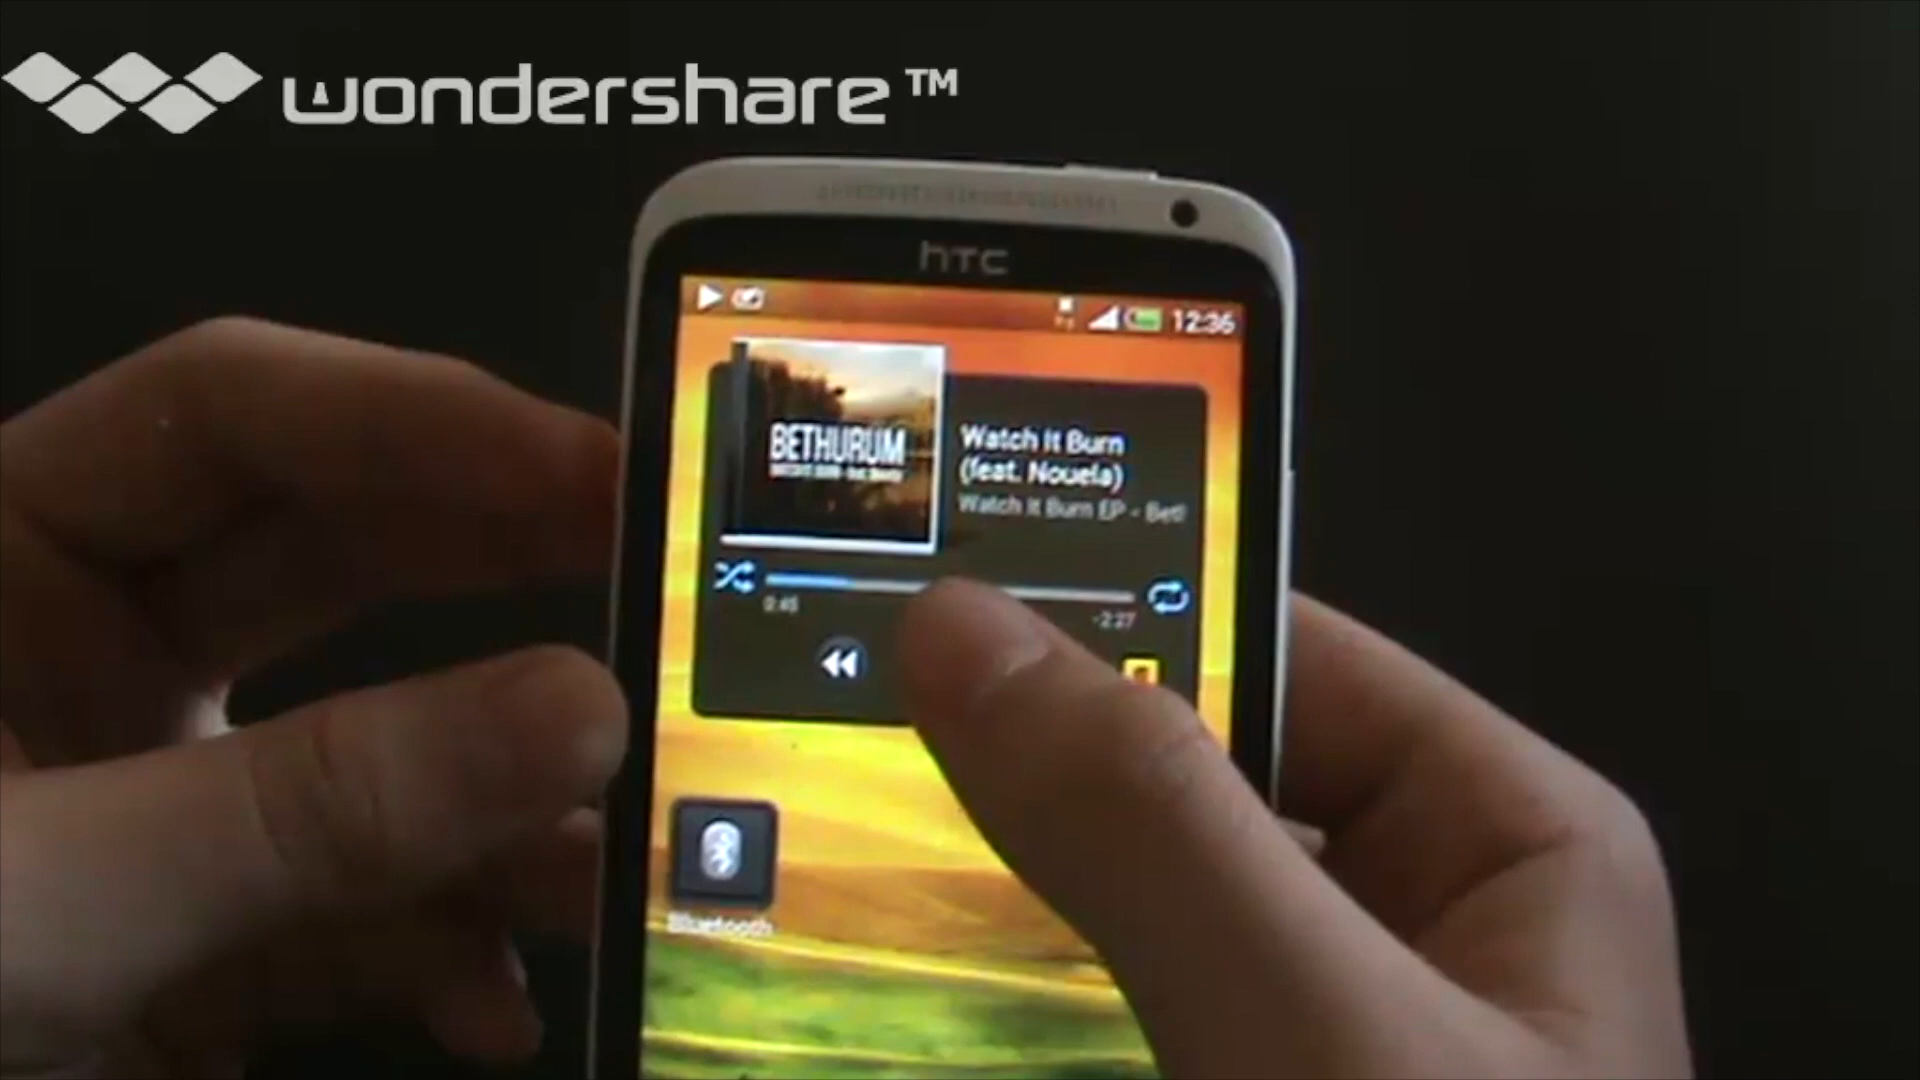 wondershare™
hTC
12:36
BETHURUM
Watch It Burn
(feat. Nouela)
Watch It Burn EP - Bet
0:45
-2:27
Bluetooth